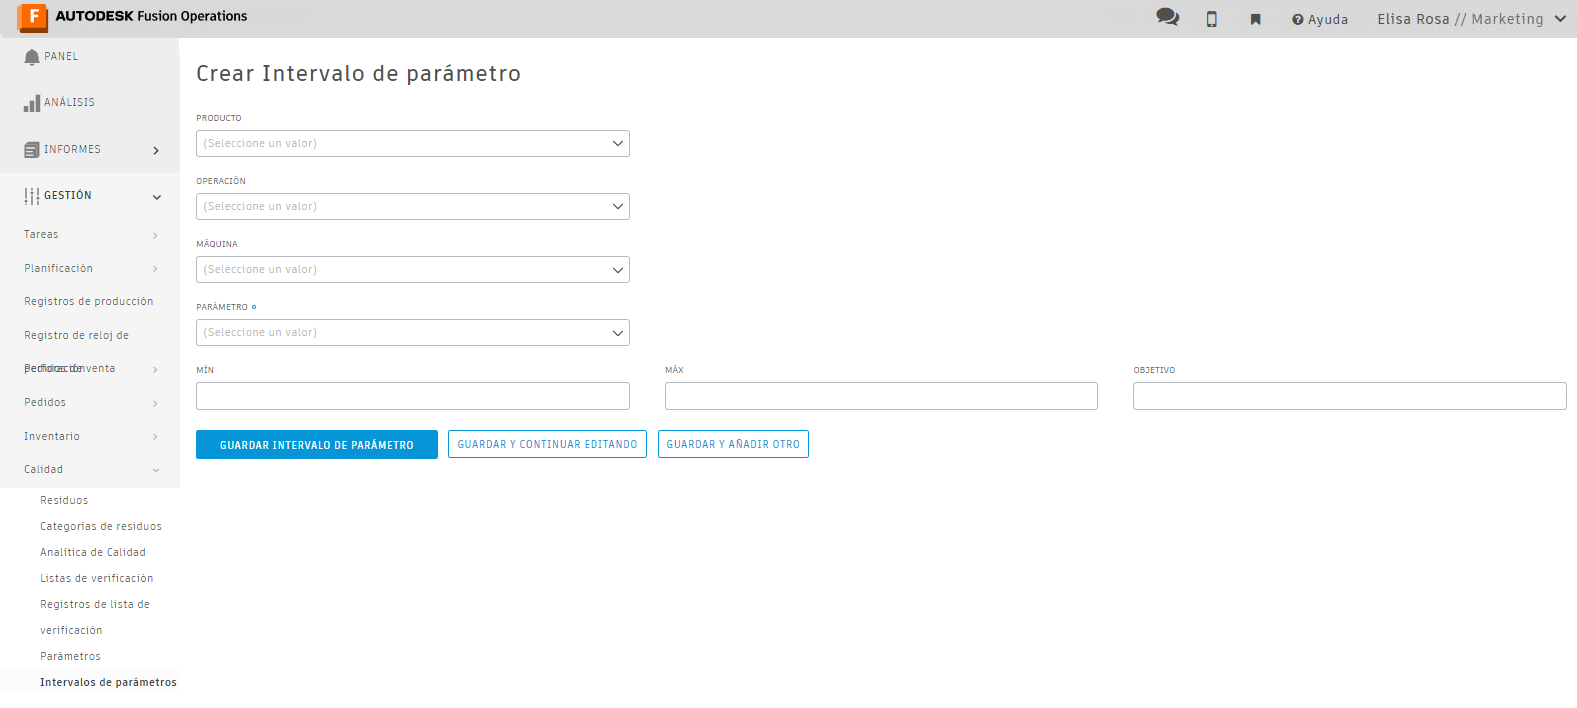 F AUTODESK Fusion Operations
Ayuda
Elisa Rosa // Marketing
PANEL
ANÁLISIS
INFORMES
GESTIÓN
Tareas
Planificación
Registros de producción
Registro de reloj de
perforación
Pedidos de venta
Pedidos
Inventario
Calidad
Residuos
Categorías de residuos
Analítica de Calidad
Listas de verificación
Registros de lista de
verificación
Parámetros
Intervalos de parámetros
Crear Intervalo de parámetro
PRODUCTO
(Seleccione un valor)
OPERACIÓN
(Seleccione un valor)
MÁQUINA
(Seleccione un valor)
PARÁMETRO
(Seleccione un valor)
MÍN
MÁX
OBJETIVO
GUARDAR INTERVALO DE PARÁMETRO
GUARDAR Y CONTINUAR EDITANDO
GUARDAR Y AÑADIR OTRO